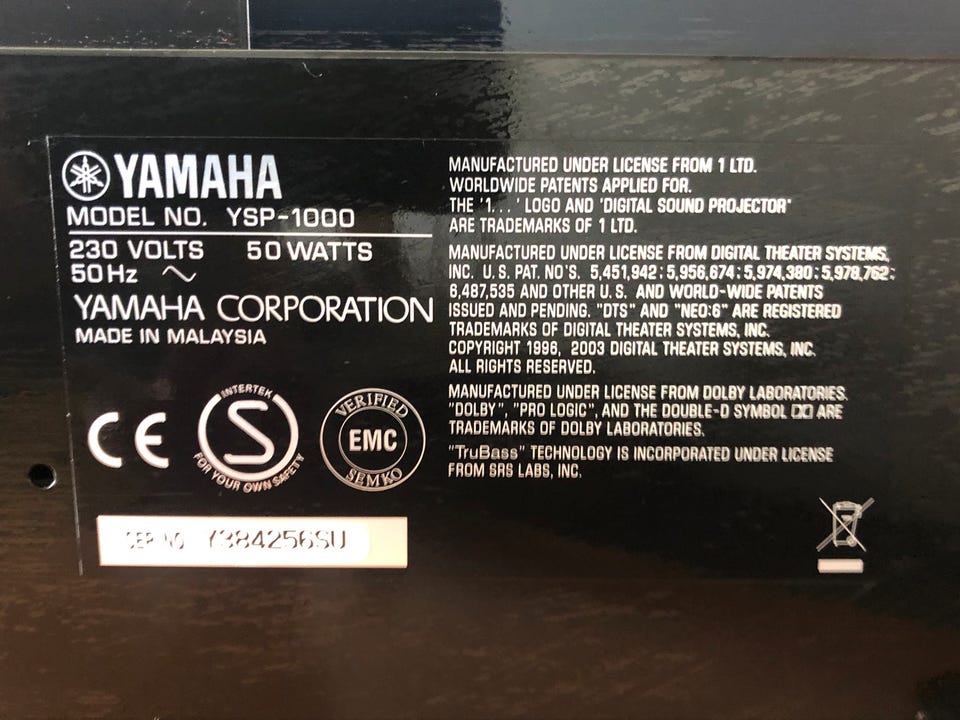 YAMAHA
MODEL NO. YSP-1000
230 VOLTS 50 WATTS
50 Hz ~
YAMAHA CORPORATION
MADE IN MALAYSIA
CE
INTERTEK
S
FOR YOUR OWN SAFETY
VERIFIED
EMC
SEMKO
SER NO Y384256SU
MANUFACTURED UNDER LICENSE FROM 1 LTD.
WORLDWIDE PATENTS APPLIED FOR.
THE '1...' LOGO AND 'DIGITAL SOUND PROJECTOR'
ARE TRADEMARKS OF 1 LTD.
MANUFACTURED UNDER LICENSE FROM DIGITAL THEATER SYSTEMS,
INC. U.S. PAT. NO'S. 5,451,942; 5,956,674; 5,974,380; 5,978,762;
6,487,535 AND OTHER U.S. AND WORLD-WIDE PATENTS
ISSUED AND PENDING. "DTS" AND "NEO:6" ARE REGISTERED
TRADEMARKS OF DIGITAL THEATER SYSTEMS, INC.
COPYRIGHT 1996, 2003 DIGITAL THEATER SYSTEMS, INC.
ALL RIGHTS RESERVED.
MANUFACTURED UNDER LICENSE FROM DOLBY LABORATORIES.
"DOLBY", "PRO LOGIC", AND THE DOUBLE-D SYMBOL ARE
TRADEMARKS OF DOLBY LABORATORIES.
"TruBass" TECHNOLOGY IS INCORPORATED UNDER LICENSE
FROM SRS LABS, INC.